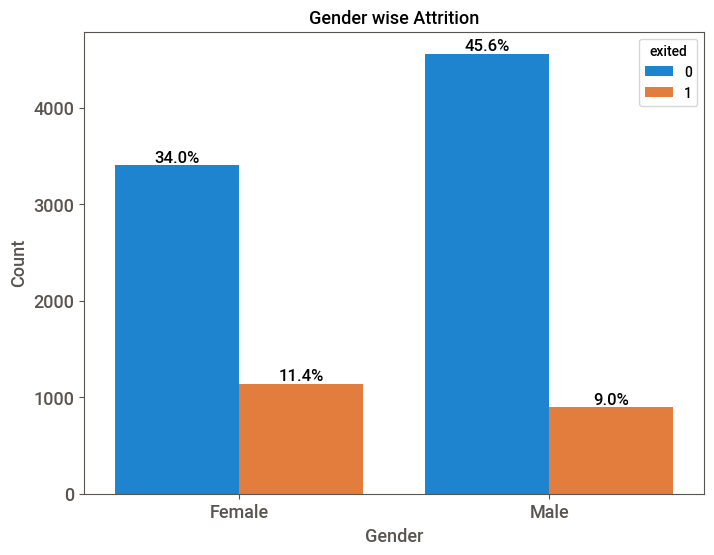 Gender wise Attrition
45.6%
exited
0
1
34.0%
11.4%
9.0%
4000
3000
2000
1000
0
Count
Female
Male
Gender